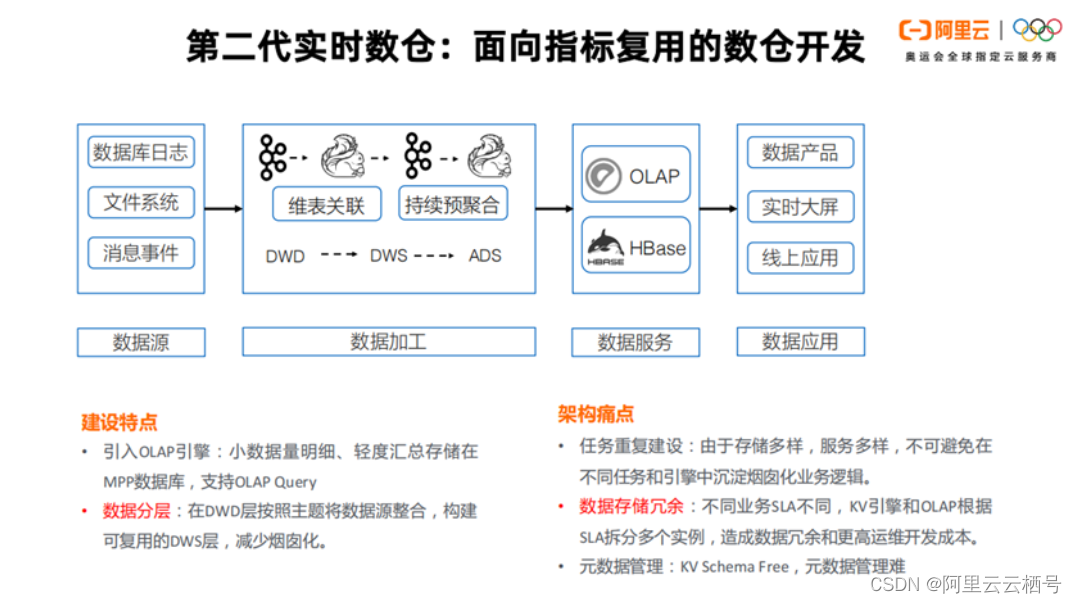 第二代实时数仓：面向指标复用的数仓开发
阿里云
奥运会全球指定云服务商
数据库日志
文件系统
消息事件
维表关联
持续预聚合
DWD
DWS
ADS
OLAP
HBASE
HBase
数据产品
实时大屏
线上应用
数据源
数据加工
数据服务
数据应用
建设特点
• 引入OLAP引擎：小数据量明细、轻度汇总存储在
MPP数据库，支持OLAP Query
• 数据分层：在DWD层按照主题将数据源整合，构建
可复用的DWS层，减少烟囱化。
架构痛点
• 任务重复建设：由于存储多样，服务多样，不可避免在
不同任务和引擎中沉淀烟囱化业务逻辑。
• 数据存储冗余：不同业务SLA不同，KV引擎和OLAP根据
SLA拆分多个实例，造成数据冗余和更高运维开发成本。
• 元数据管理：KV Schema Free，元数据管理难
CSDN @阿里云云栖号